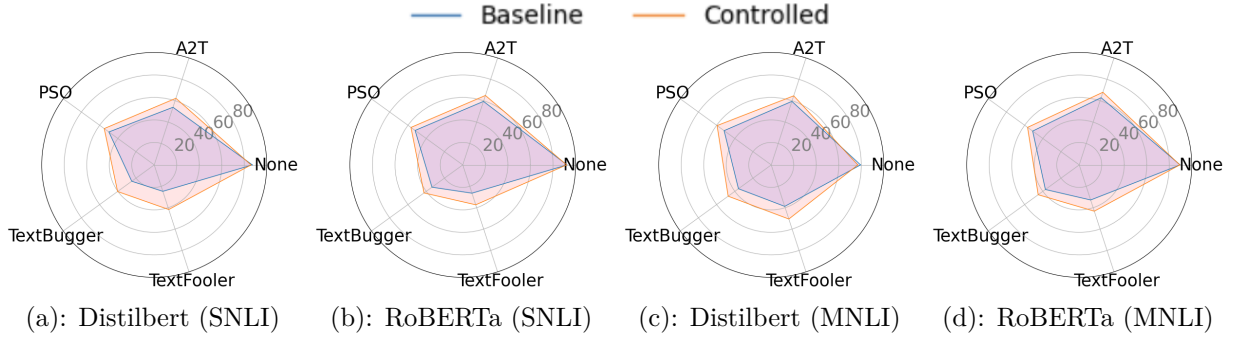 Baseline Controlled
A2T A2T A2T A2T
PSO PSO PSO PSO
80 80 80 80
60 60 60 60
40 40 40 40
20 20 20 20
None None None None
TextBugger TextBugger TextBugger TextBugger
TextFooler TextFooler TextFooler TextFooler
(a): Distilbert (SNLI) (b): RoBERTa (SNLI) (c): Distilbert (MNLI) (d): RoBERTa (MNLI)